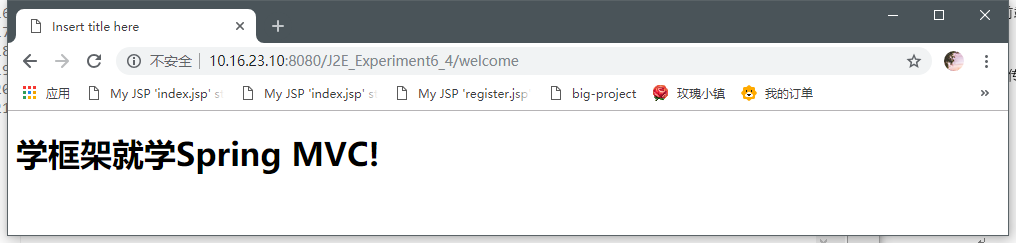 Insert title here
不安全 10.16.23.10:8080/J2E_Experiment6_4/welcome
应用 My JSP 'index.jsp' st My JSP 'index.jsp' st My JSP 'register.jsp big-project 玫瑰小镇 我的订单 »
学框架就学Spring MVC!